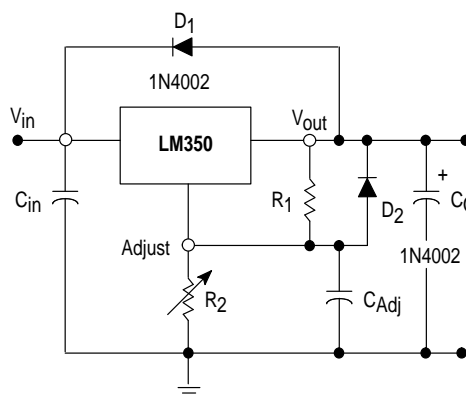 D1
1N4002
Vin
LM350
Vout
Cin
R1
D2
+
1N4002
Adjust
R2
CAdj